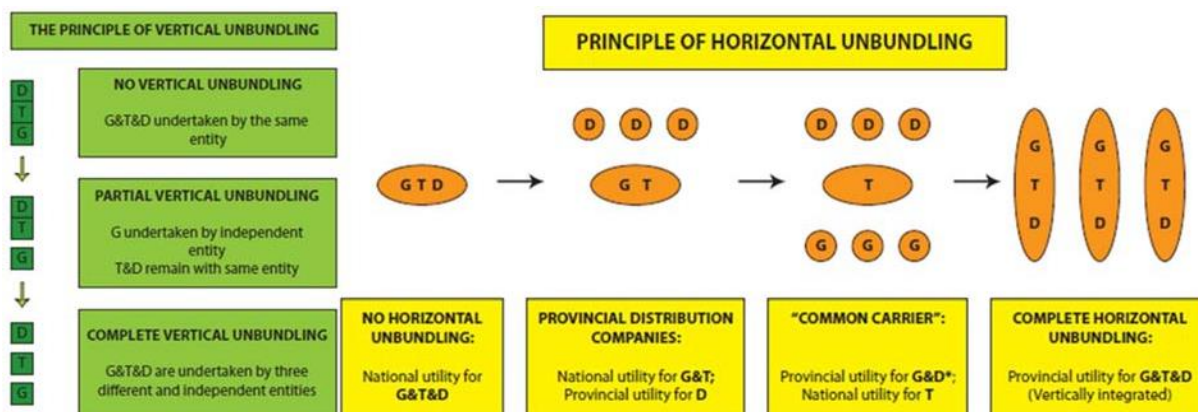 THE PRINCIPLE OF VERTICAL UNBUNDLING
D
T
G
NO VERTICAL UNBUNDLING
G&T&D undertaken by the same
entity
D
T
G
PARTIAL VERTICAL UNBUNDLING
G undertaken by independent
entity
T&D remain with same entity
D
T
G
COMPLETE VERTICAL UNBUNDLING
G&T&D are undertaken by three
different and independent entities
PRINCIPLE OF HORIZONTAL UNBUNDLING
G T D
D D D
G T
D D D
T
G G G
G
T
D
G
T
D
G
T
D
NO HORIZONTAL
UNBUNDLING:
National utility for
G&T&D
PROVINCIAL DISTRIBUTION
COMPANIES:
National utility for G&T;
Provincial utility for D
"COMMON CARRIER":
Provincial utility for G&D*;
National utility for T
COMPLETE HORIZONTAL
UNBUNDLING:
Provincial utility for G&T&D
(Vertically integrated)